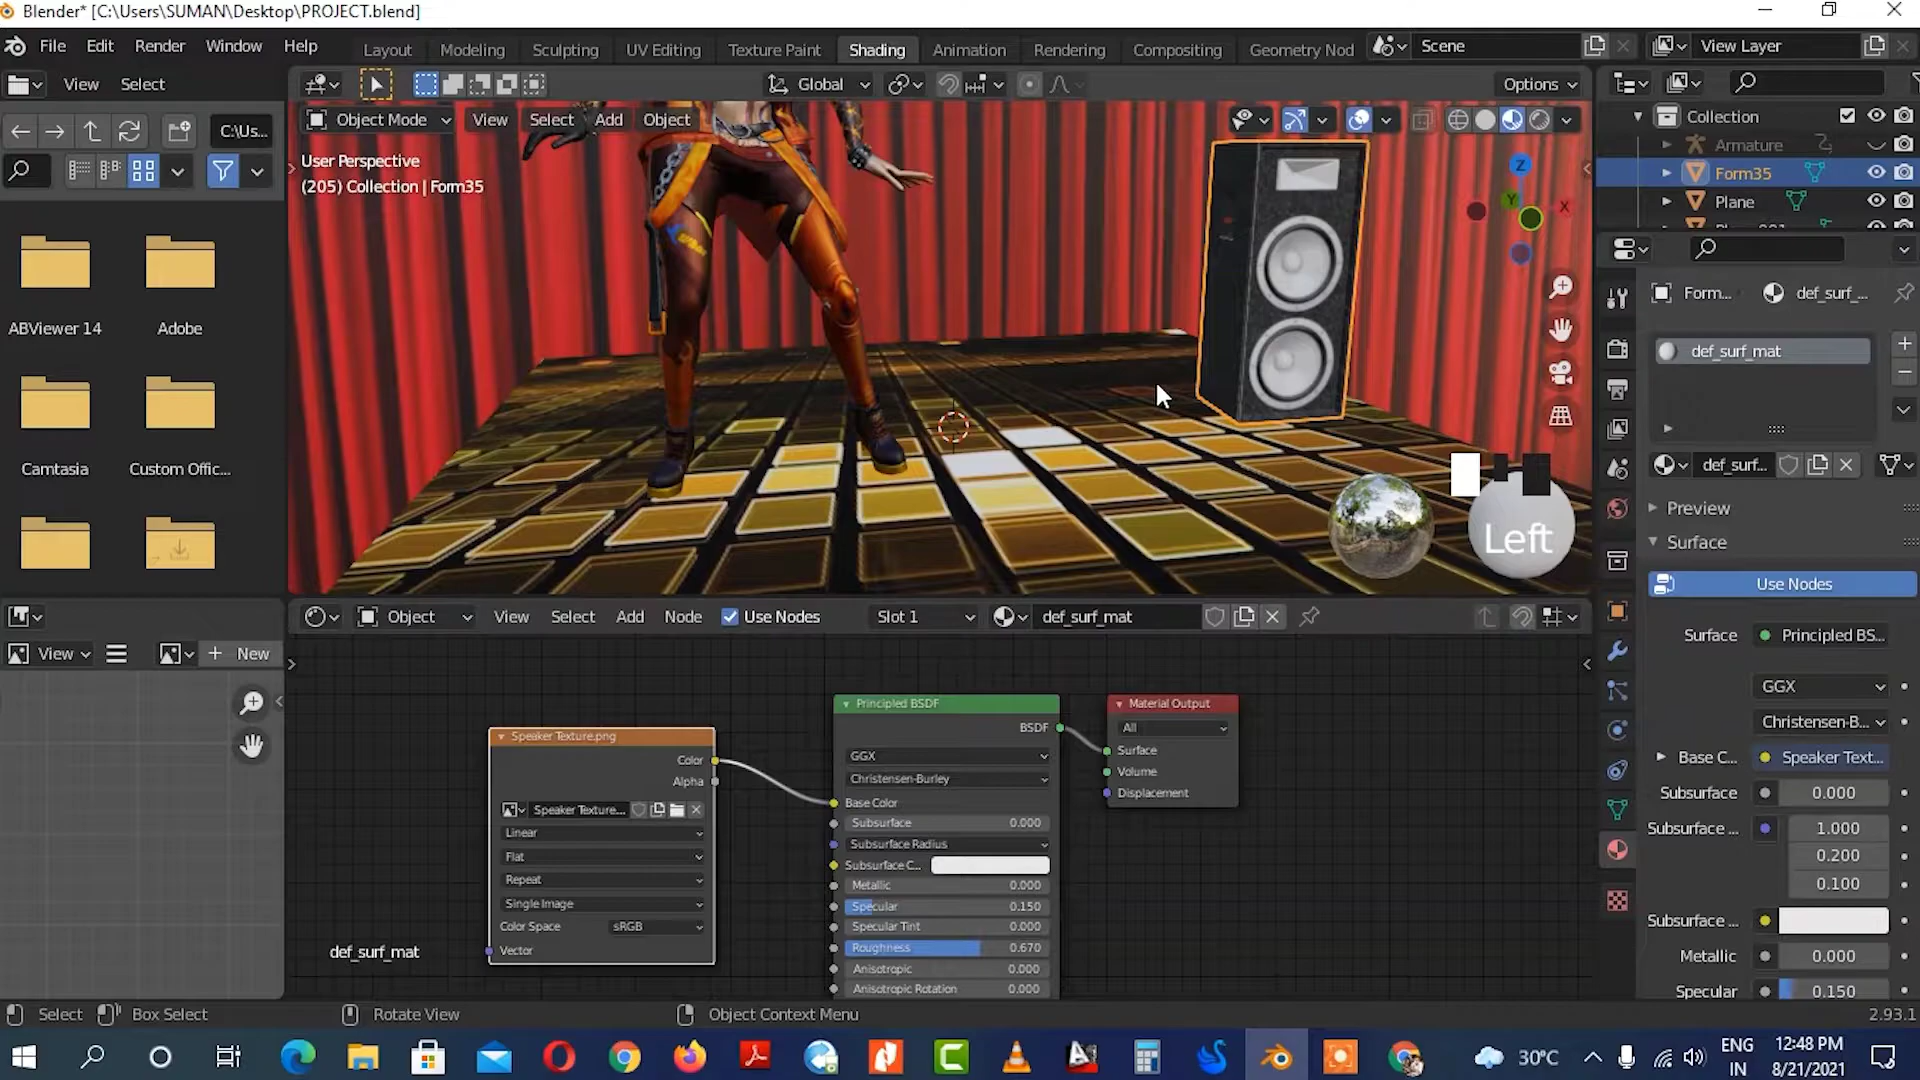 Blender* [C:\Users\SUMAN\Desktop\PROJECT.blend]
File Edit Render Window Help
Layout Modeling Sculpting UV Editing Texture Paint Shading Animation Rendering Compositing Geometry Nod
Scene
View Layer
View Select
Global
Options
C:\Us...
Object Mode View Select Add Object
User Perspective
(205) Collection | Form35
Collection
Armature
Form35
Plane
Z
Y
X
ABViewer 14
Adobe
Camtasia
Custom Offic...
Left
Form...
def_surf_...
def_surf_mat
def_surf...
Preview
Surface
Use Nodes
Surface
Principled BS...
GGX
Christensen-B...
Base C...
Speaker Text...
Subsurface
0.000
Subsurface ...
1.000
0.200
0.100
Subsurface ...
Metallic
0.000
Specular
0.150
Object View Select Add Node Use Nodes Slot 1 def_surf_mat
View
New
Speaker Texture.png
Color
Alpha
Speaker Texture...
Linear
Flat
Repeat
Single Image
Color Space
sRGB
Vector
Principled BSDF
BSDF
GGX
Christensen-Burley
Base Color
Subsurface 0.000
Subsurface Radius
Subsurface C...
Metallic 0.000
Specular 0.150
Specular Tint 0.000
Roughness 0.670
Anisotropic 0.000
Anisotropic Rotation 0.000
Material Output
All
Surface
Volume
Displacement
def_surf_mat
Select Box Select Rotate View Object Context Menu
2.93.1
30°C
ENG
IN
12:48 PM
8/21/2021